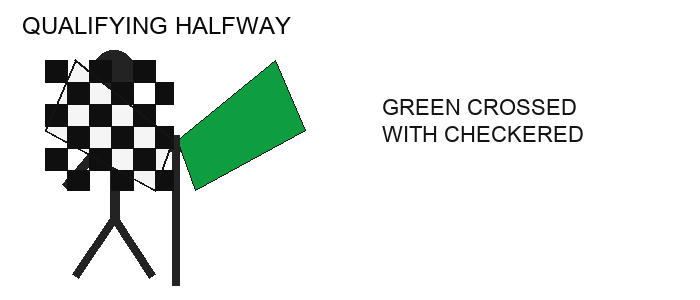 QUALIFYING HALFWAY
GREEN CROSSED
WITH CHECKERED